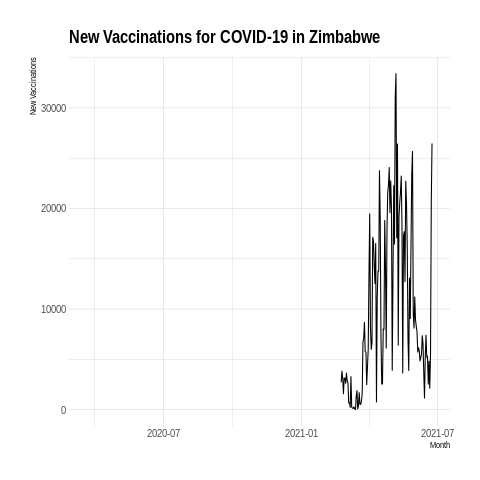 New Vaccinations for COVID-19 in Zimbabwe
New Vaccinations
30000
20000
10000
0
2020-07
2021-01
2021-07
Month